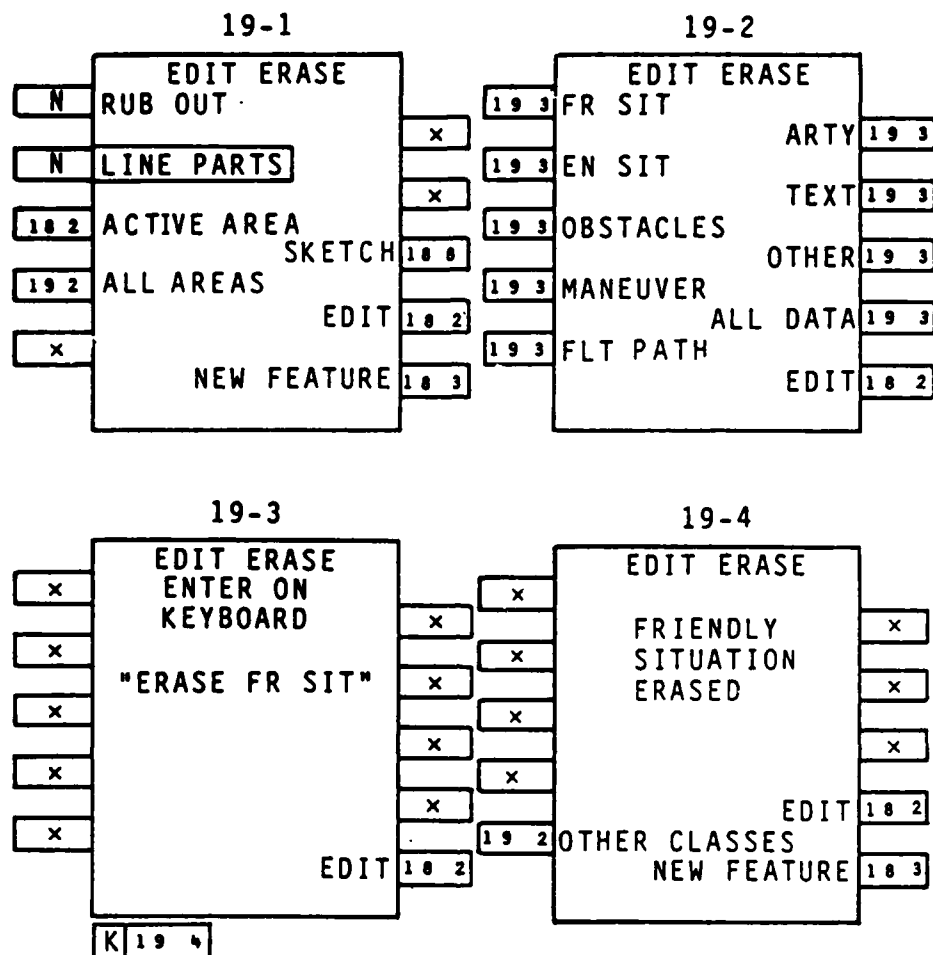 19-1
EDIT ERASE
N RUB OUT
x
N LINE PARTS
x
18 2 ACTIVE AREA
SKETCH 18 8
19 2 ALL AREAS
EDIT 18 2
x
NEW FEATURE 18 3
19-2
EDIT ERASE
19 3 FR SIT
ARTY 19 3
19 3 EN SIT
TEXT 19 3
19 3 OBSTACLES
OTHER 19 3
19 3 MANEUVER
ALL DATA 19 3
19 3 FLT PATH
EDIT 18 2
19-3
EDIT ERASE
x ENTER ON
KEYBOARD x
x
"ERASE FR SIT" x
x
x
x
x
x
EDIT 18 2
K 19 4
19-4
EDIT ERASE
x
FRIENDLY x
x SITUATION
ERASED x
x
x
x
EDIT 18 2
19 2 OTHER CLASSES
NEW FEATURE 18 3